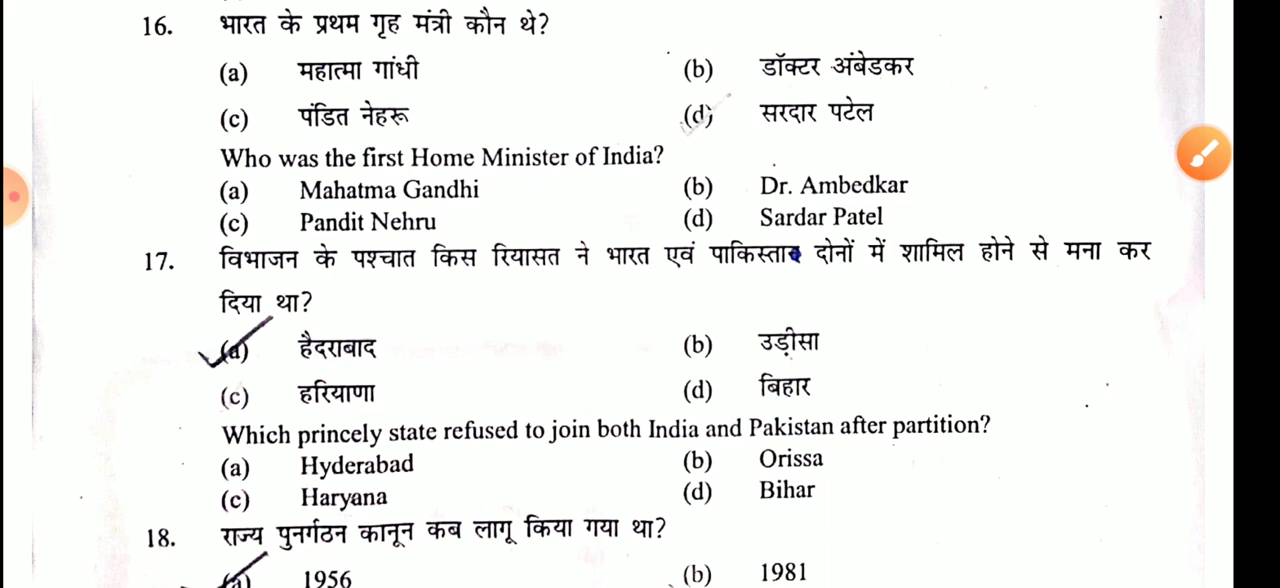 16. भारत के प्रथम गृह मंत्री कौन थे?
(a) महात्मा गांधी (b) डॉक्टर अंबेडकर
(c) पंडित नेहरू (d) सरदार पटेल
Who was the first Home Minister of India?
(a) Mahatma Gandhi (b) Dr. Ambedkar
(c) Pandit Nehru (d) Sardar Patel
17. विभाजन के पश्चात किस रियासत ने भारत एवं पाकिस्तान दोनों में शामिल होने से मना कर
दिया था?
(a) हैदराबाद (b) उड़ीसा
(c) हरियाणा (d) बिहार
Which princely state refused to join both India and Pakistan after partition?
(a) Hyderabad (b) Orissa
(c) Haryana (d) Bihar
18. राज्य पुनर्गठन कानून कब लागू किया गया था?
(a) 1956 (b) 1981